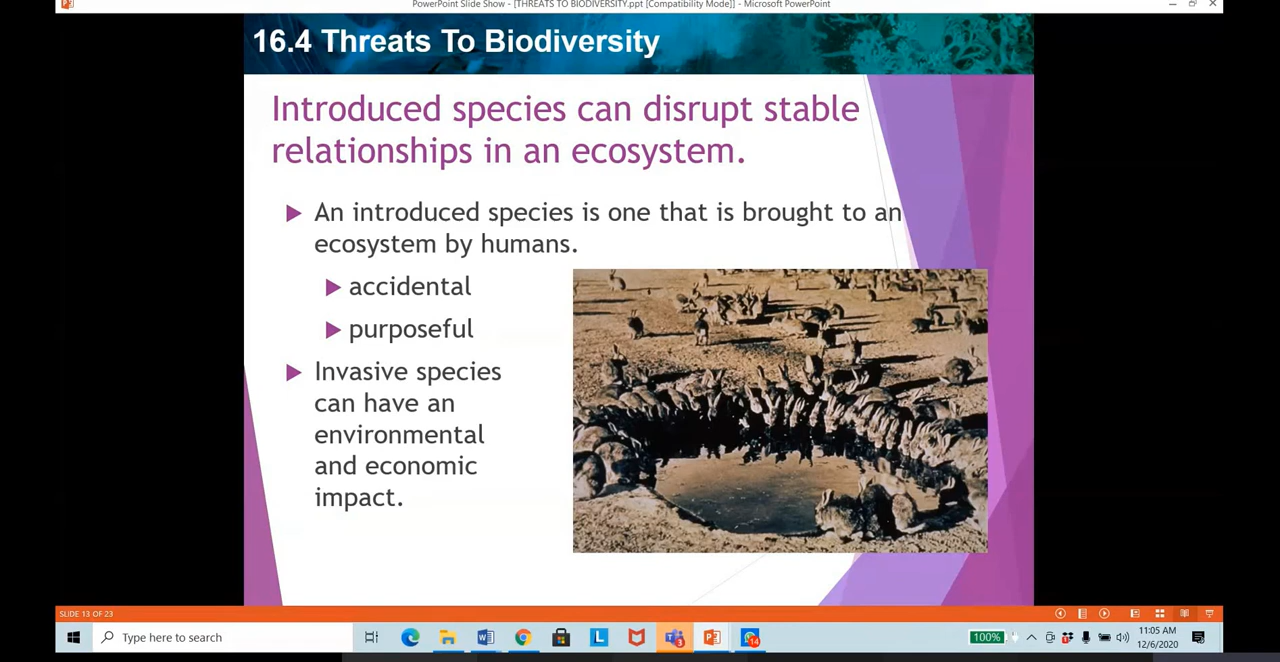 PowerPoint Slide Show - [THREATS TO BIODIVERSITY.ppt [Compatibility Mode]] - Microsoft PowerPoint
16.4 Threats To Biodiversity
Introduced species can disrupt stable
relationships in an ecosystem.
An introduced species is one that is brought to an
ecosystem by humans.
accidental
purposeful
Invasive species
can have an
environmental
and economic
impact.
SLIDE 13 OF 23
Type here to search
100%
11:05 AM
12/6/2020